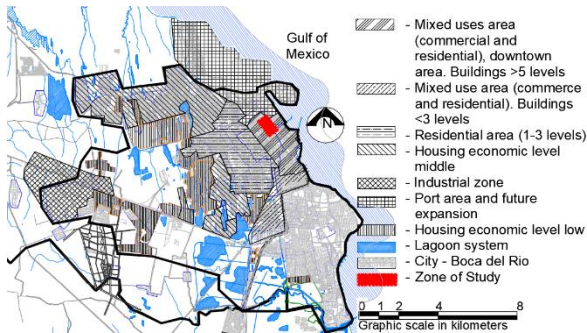 Gulf of
Mexico
N
- Mixed uses area
(commercial and
residential), downtown
area. Buildings >5 levels
- Mixed use area (commerce
and residential). Buildings
<3 levels
- Residential area (1-3 levels)
- Housing economic level
middle
- Industrial zone
- Port area and future
expansion
- Housing economic level low
- Lagoon system
- City - Boca del Rio
- Zone of Study
0 1 2 4 8
Graphic scale in kilometers